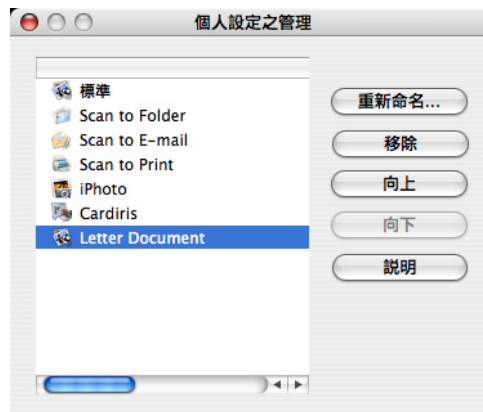 個人設定之管理
標準
Scan to Folder
Scan to E-mail
Scan to Print
iPhoto
Cardiris
Letter Document
重新命名...
移除
向上
向下
説明